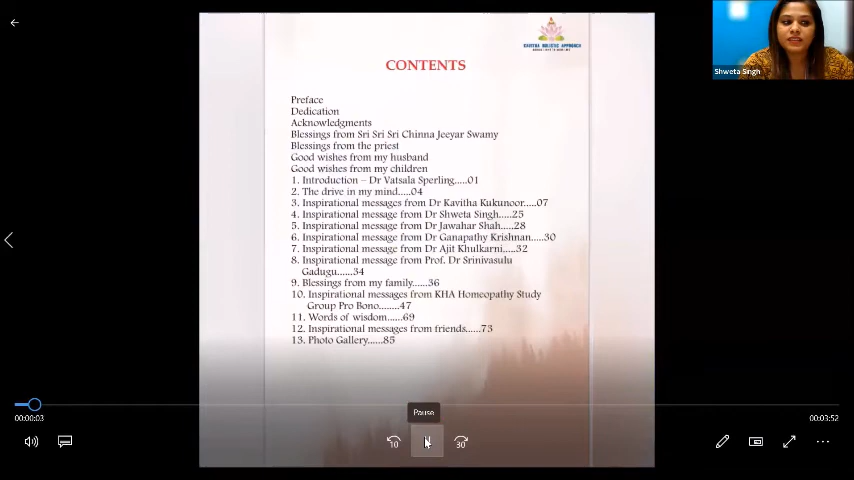 KAVITHA HOLISTIC APPROACH
CONTENTS
Shweta Singh
Preface
Dedication
Acknowledgments
Blessings from Sri Sri Sri Chinna Jeeyar Swamy
Blessings from the priest
Good wishes from my husband
Good wishes from my children
1. Introduction – Dr Vatsala Sperling.....01
2. The drive in my mind.....04
3. Inspirational messages from Dr Kavitha Kukunoor.....07
4. Inspirational message from Dr Shweta Singh.....25
5. Inspirational message from Dr Jawahar Shah.....28
6. Inspirational message from Dr Ganapathy Krishnan.....30
7. Inspirational message from Dr Ajit Khulkarni.....32
8. Inspirational message from Prof. Dr Srinivasulu
Gadugu......34
9. Blessings from my family......36
10. Inspirational messages from KHA Homeopathy Study
Group Pro Bono........47
11. Words of wisdom......69
12. Inspirational messages from friends.....73
13. Photo Gallery......85
Pause
00:00:03
00:03:52
10
30